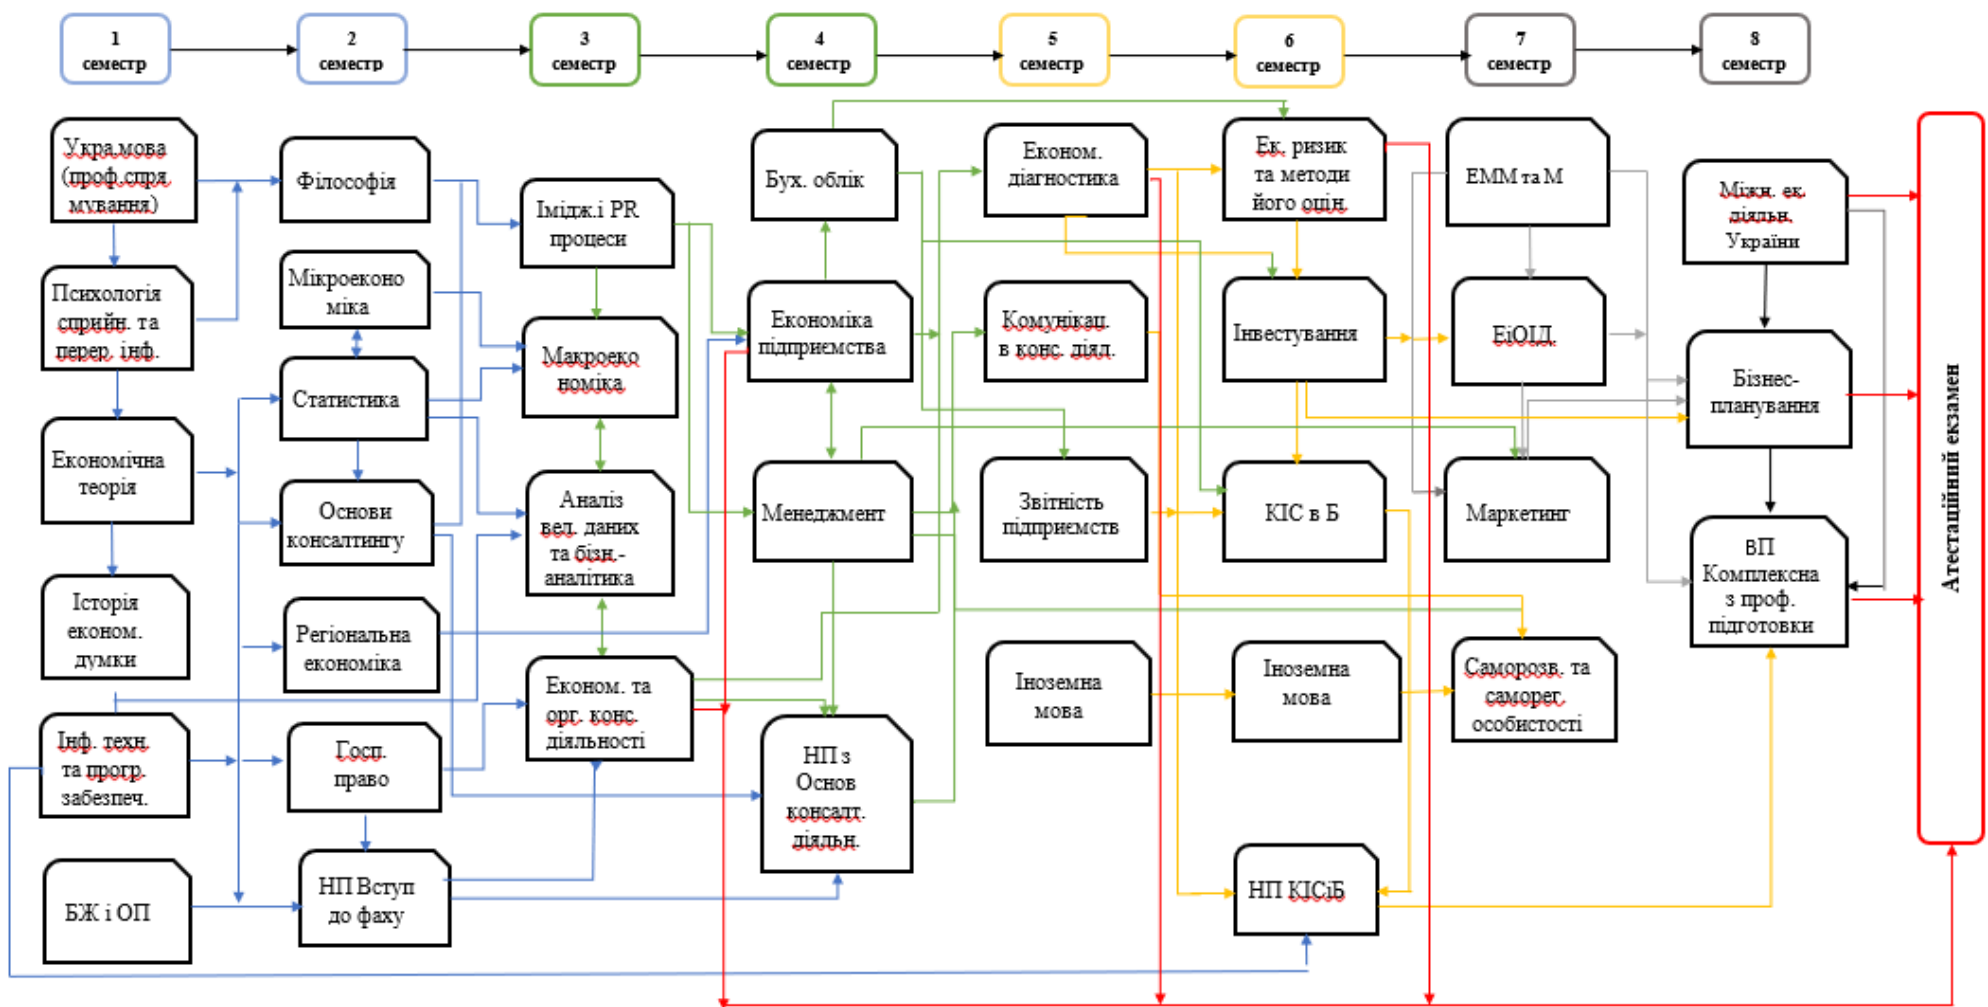 1
семестр
2
семестр
3
семестр
4
семестр
5
семестр
6
семестр
7
семестр
8
семестр
Укра.мова
(проф.спря
мування)
Психологія
сприйн. та
перер. інф.
Економічна
теорія
Історія
економ.
думки
Інф. техн.
та прогр.
забезпеч.
БЖ і ОП
Філософія
Мікроеконо
міка
Статистика
Основи
консалтингу
Регіональна
економіка
Госп.
право
НП Вступ
до фаху
Імідж.і PR
процеси
Макроеко
номіка
Аналіз
вел. даних
та бізн.-
аналітика
Економ. та
орг. конс.
діяльності
Бух. облік
Економіка
підприємства
Менеджмент
НП з
Основ
консалт.
діяльн.
Економ.
діагностика
Комунікац.
в конс. діял.
Звітність
підприємств
Іноземна
мова
Ек. ризик
та методи
його оцін.
Інвестування
КІС в Б
Іноземна
мова
НП КІСіБ
ЕММ та М
ЕіОІД.
Маркетинг
Саморозв. та
саморег.
особистості
Міжн. ек.
діяльн.
України
Бізнес-
планування
ВП
Комплексна
з проф.
підготовки
Атестаційний екзамен